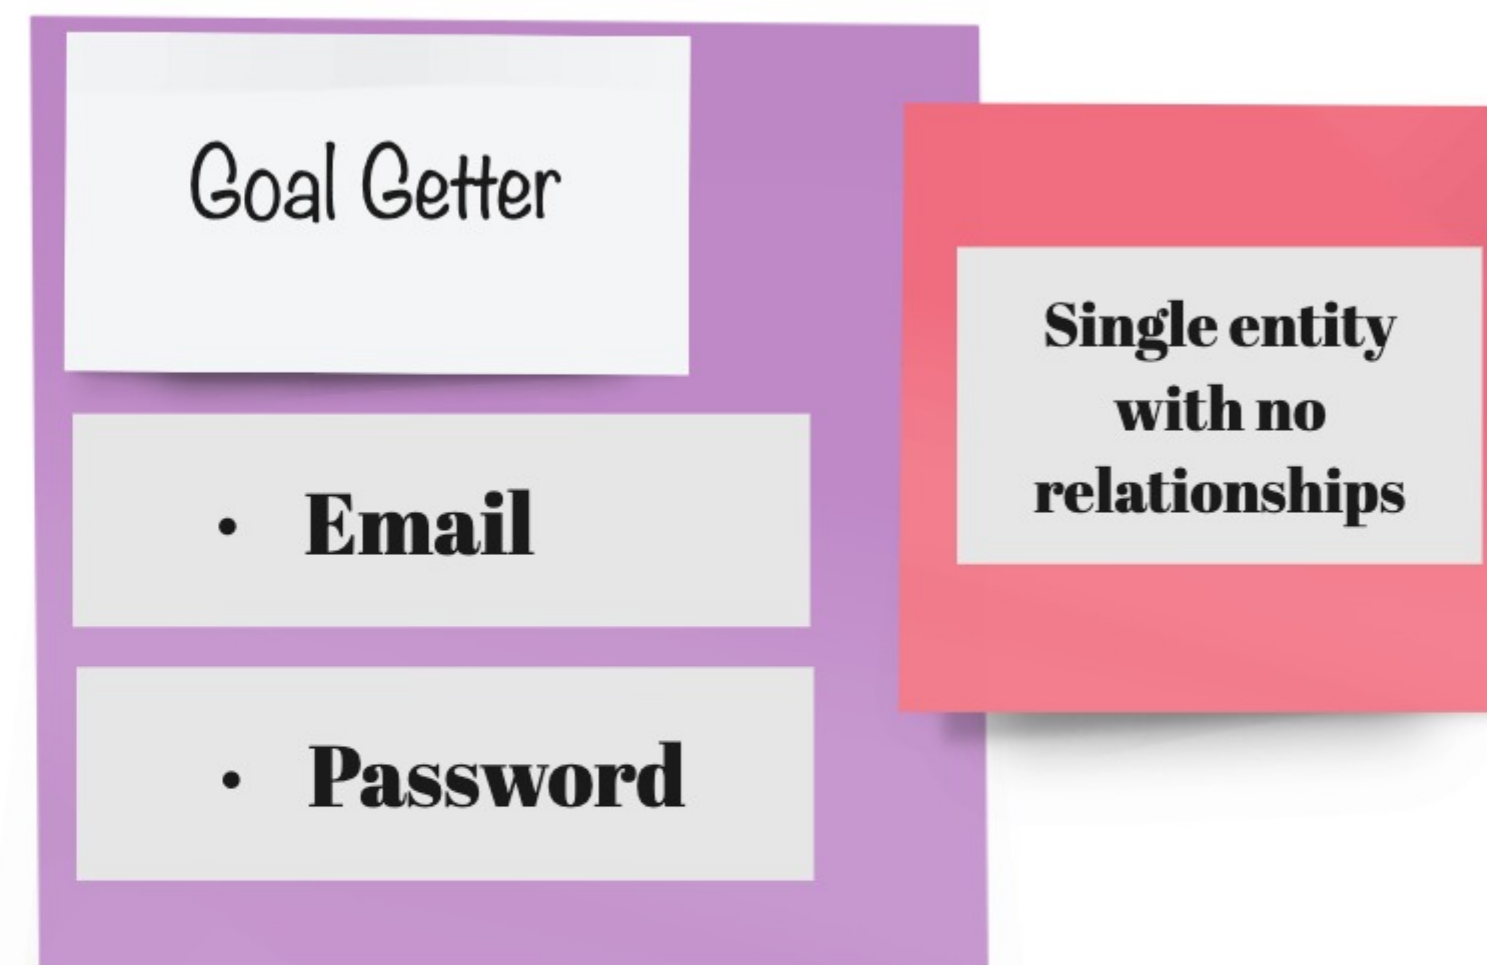 Goal Getter
• Email
• Password
Single entity
with no
relationships